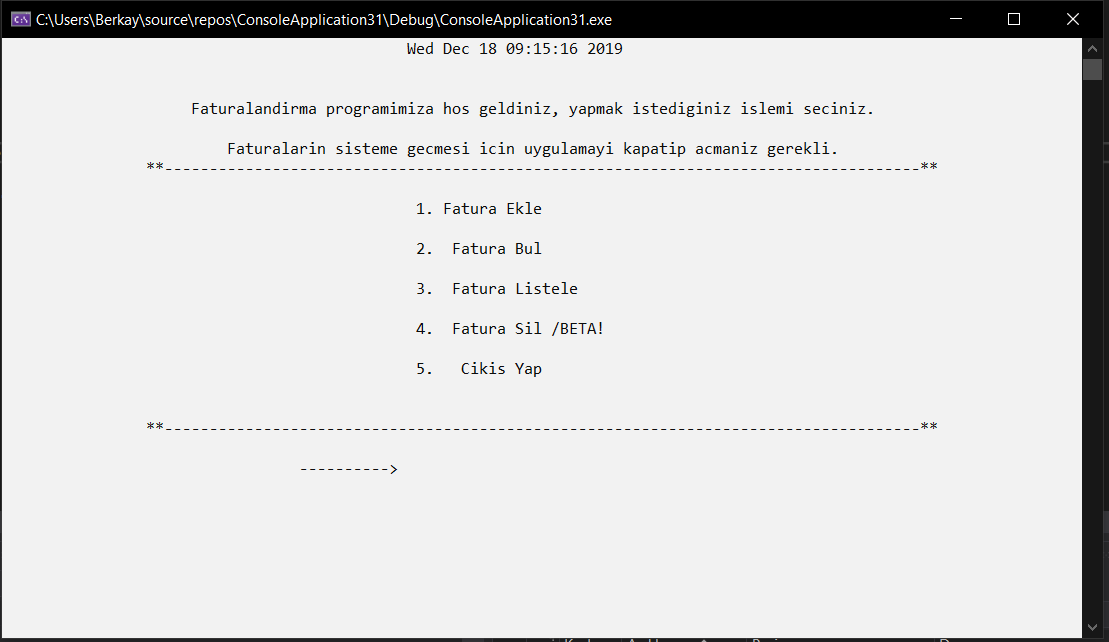 C:\Users\Berkay\source\repos\ConsoleApplication31\Debug\ConsoleApplication31.exe
Wed Dec 18 09:15:16 2019
Faturalandirma programimiza hos geldiniz, yapmak istediginiz islemi seciniz.
Faturalarin sisteme gecmesi icin uygulamayi kapatip acmaniz gerekli.
**------------------------------------------------------------------------------------**
1. Fatura Ekle
2.  Fatura Bul
3.  Fatura Listele
4.  Fatura Sil /BETA!
5.   Cikis Yap
**------------------------------------------------------------------------------------**
---------->